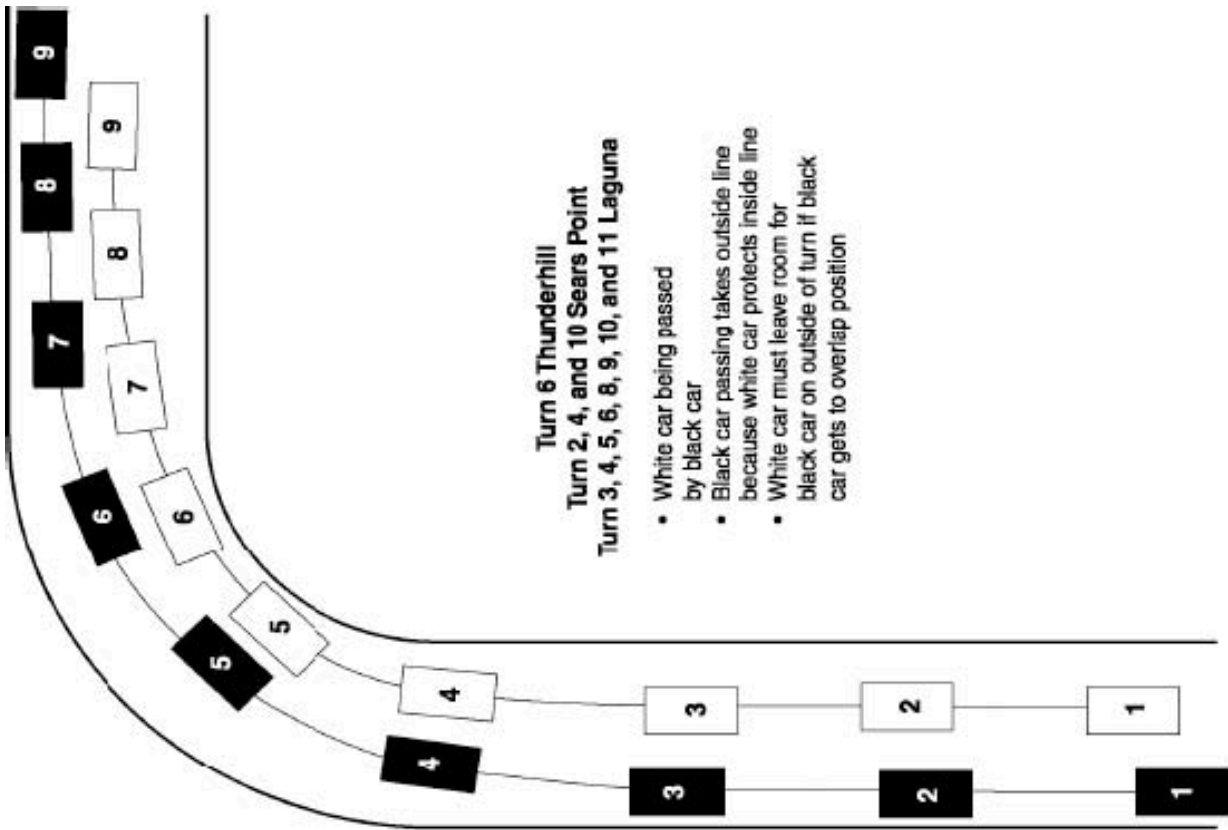 Turn 6 Thunderhill
Turn 2, 4, and 10 Sears Point
Turn 3, 4, 5, 6, 8, 9, 10, and 11 Laguna
• White car being passed
by black car
• Black car passing takes outside line
because white car protects inside line
• White car must leave room for
black car on outside of turn if black
car gets to overlap position
1
2
3
4
5
6
7
8
9
1
2
3
4
5
6
7
8
9